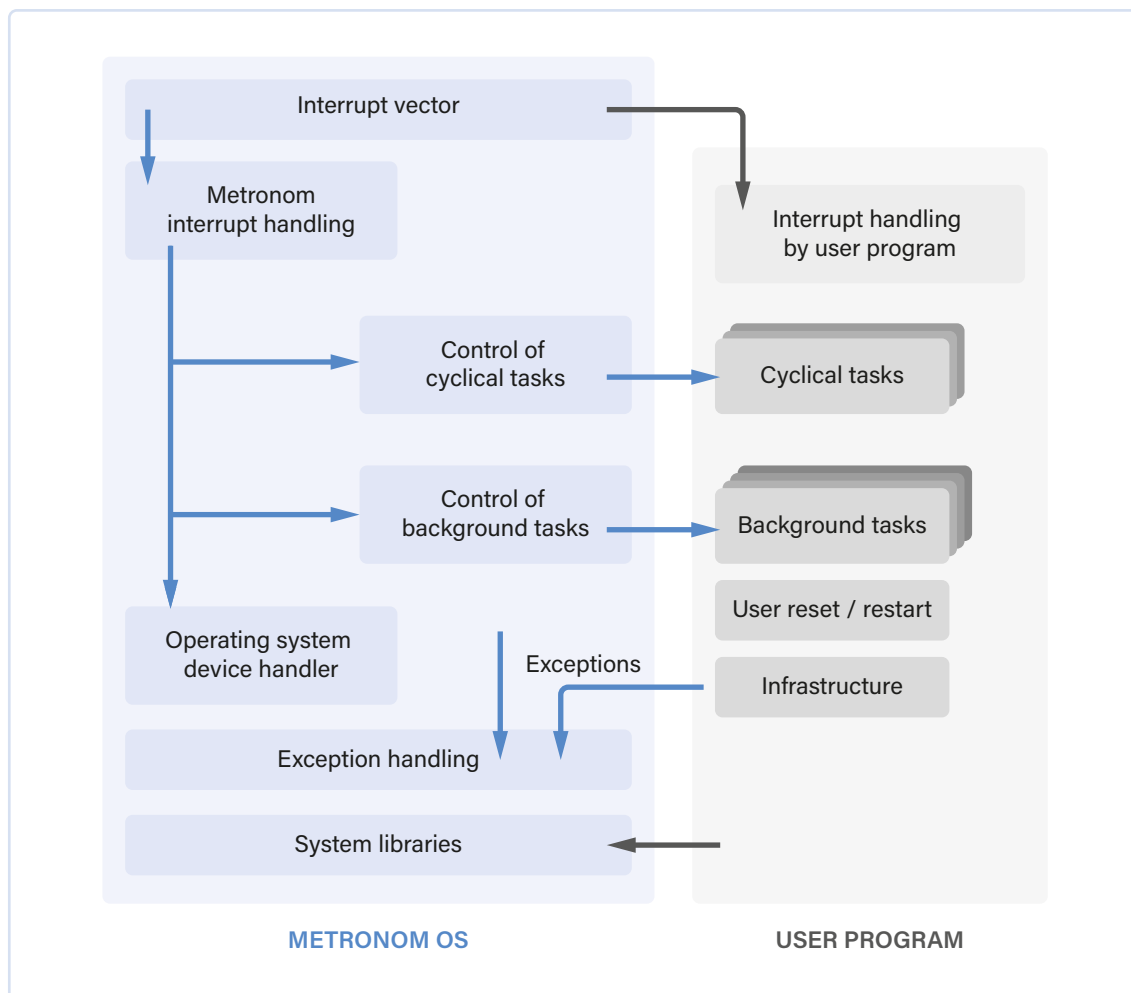 Interrupt vector
Metronom
interrupt handling
Interrupt handling
by user program
Control of
cyclical tasks
Cyclical tasks
Control of
background tasks
Background tasks
User reset / restart
Operating system
device handler
Exceptions
Infrastructure
Exception handling
System libraries
METRONOM OS
USER PROGRAM